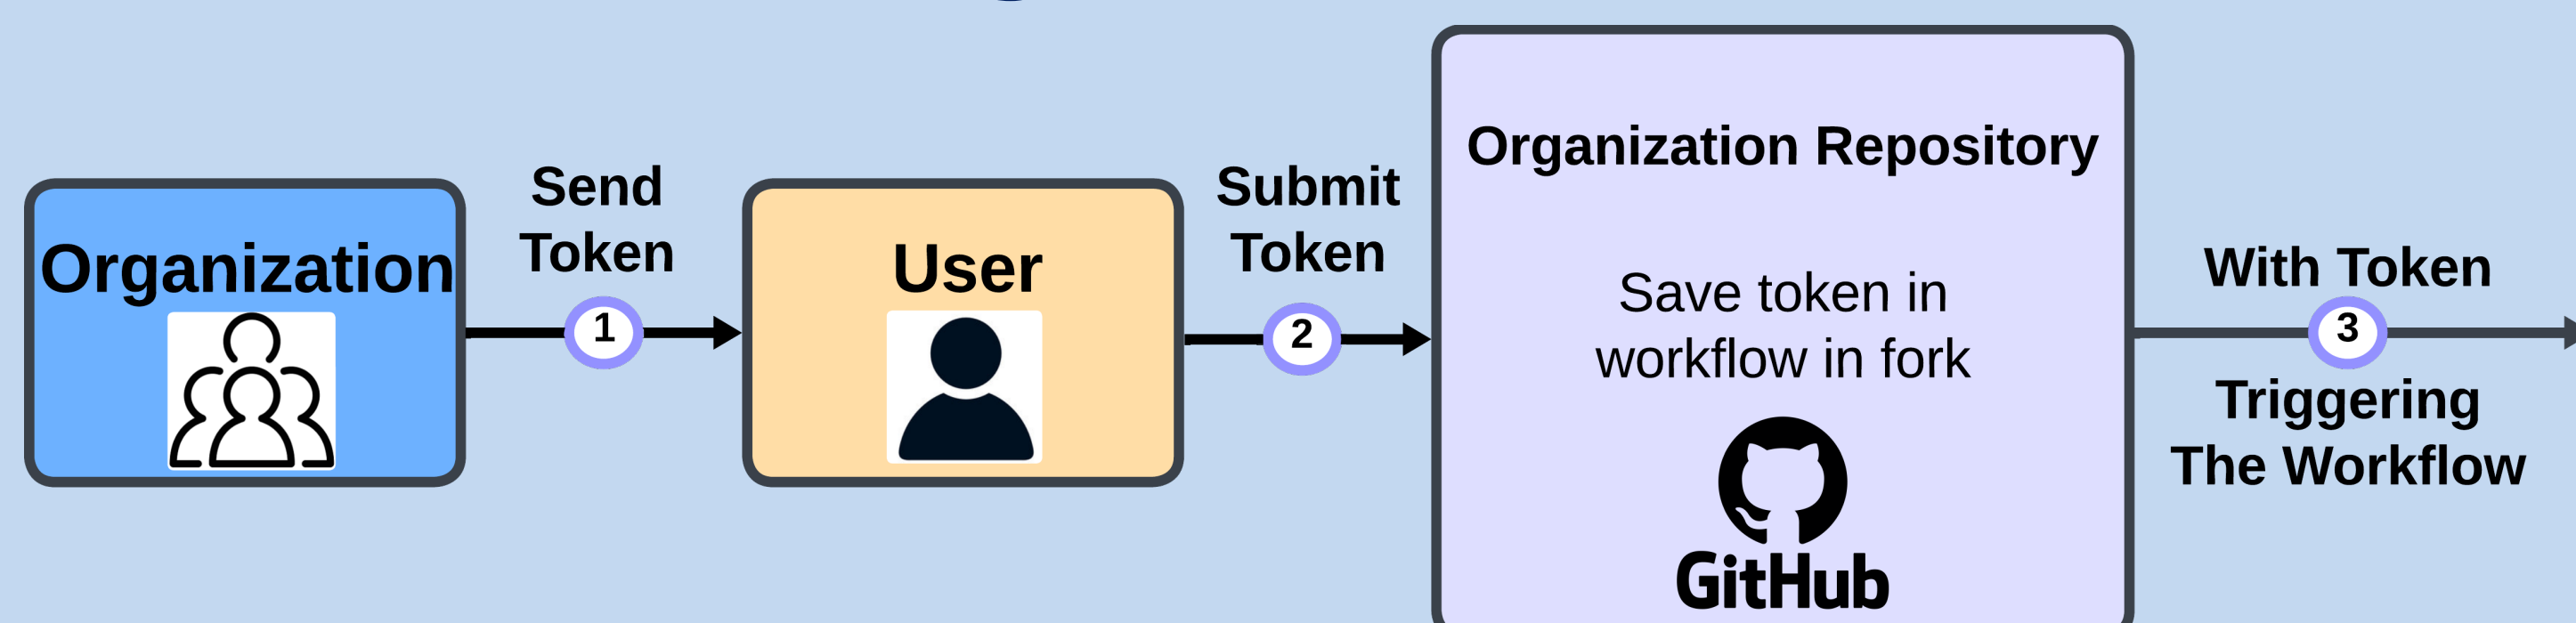 Organization
Send
Token
1
User
Submit
Token
2
Organization Repository
Save token in
workflow in fork
GitHub
With Token
3
Triggering
The Workflow